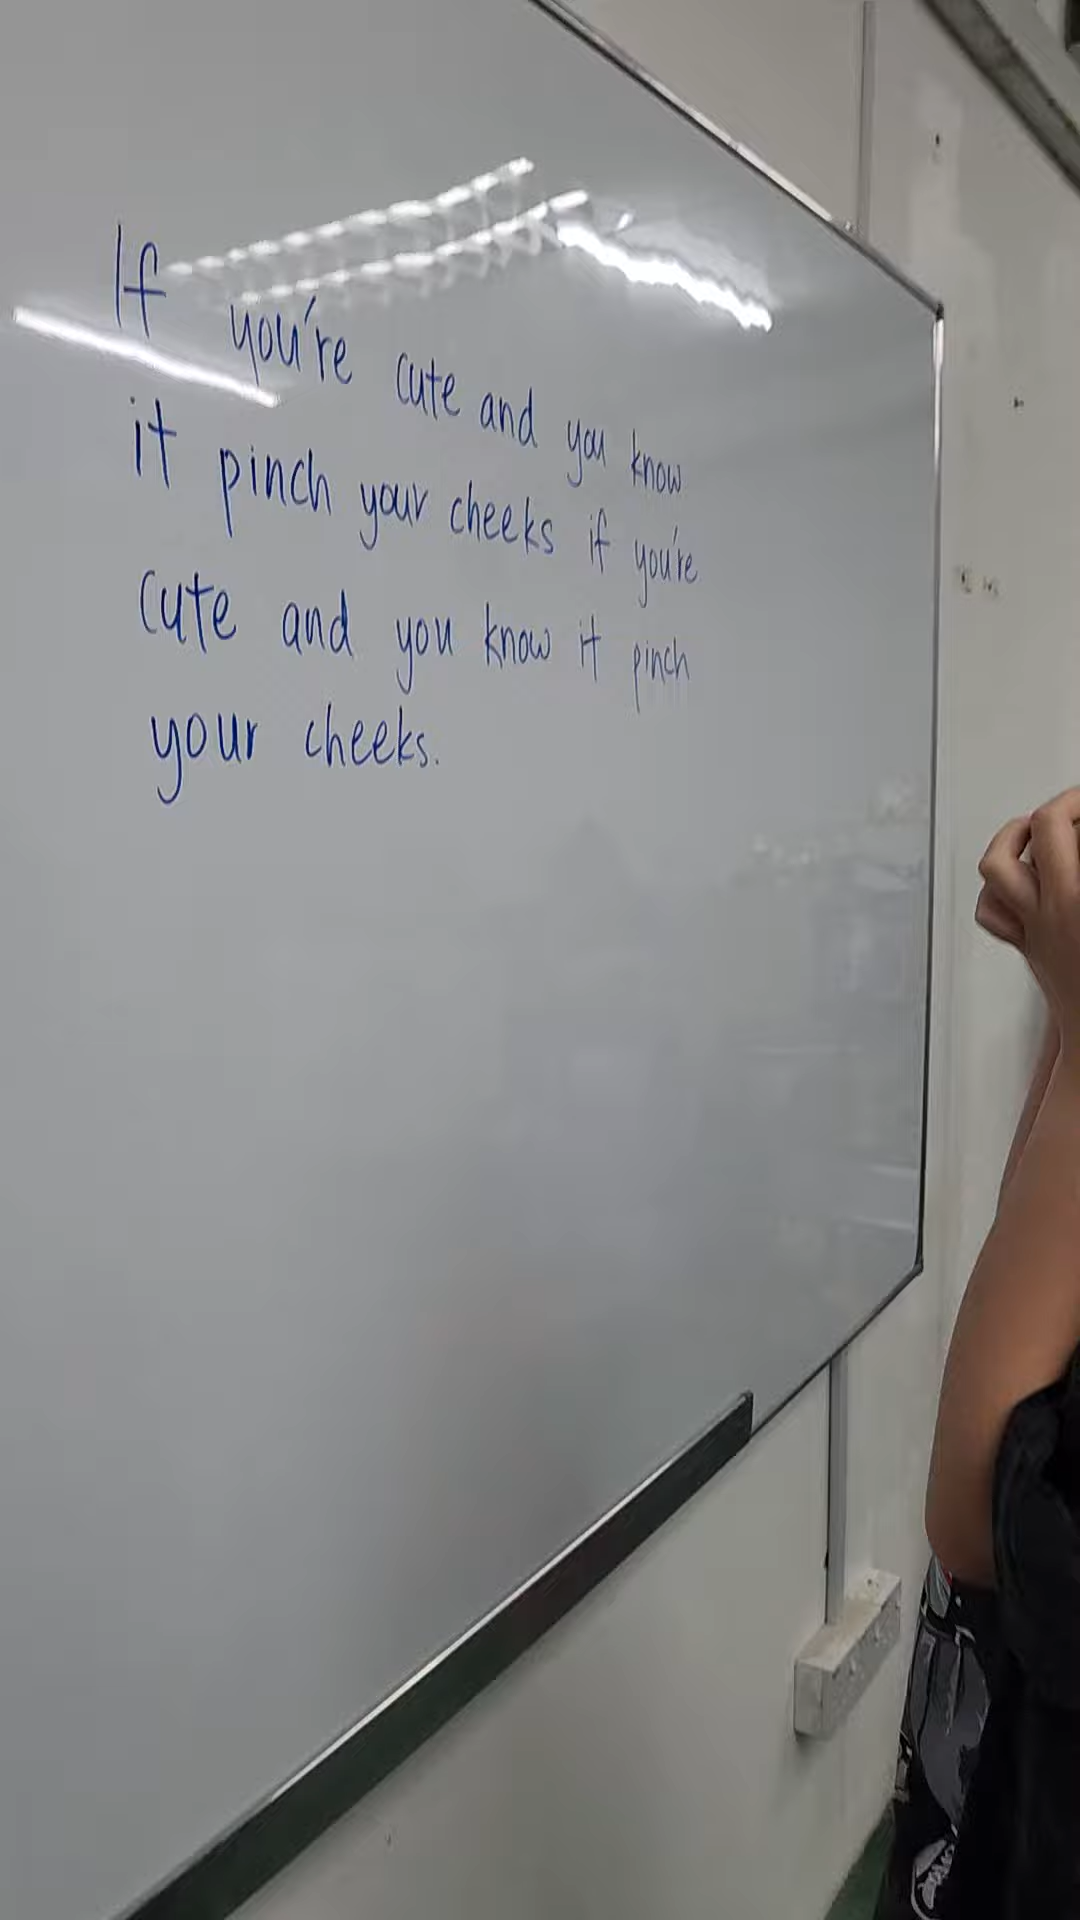 If you're cute and you know
it pinch your cheeks if you're
cute and you know it pinch
your cheeks.